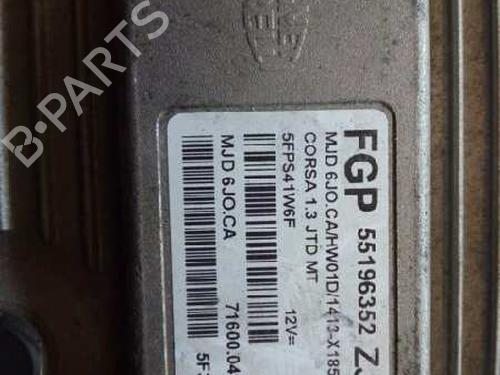 FGP 55196352 ZJ
MJD 6JO.CA/HW01D/1413-X185
CORSA 1.3 JTD MT
5FPS41W6F 12V=
MJD 6JO.CA 71600.04
B-PARTS